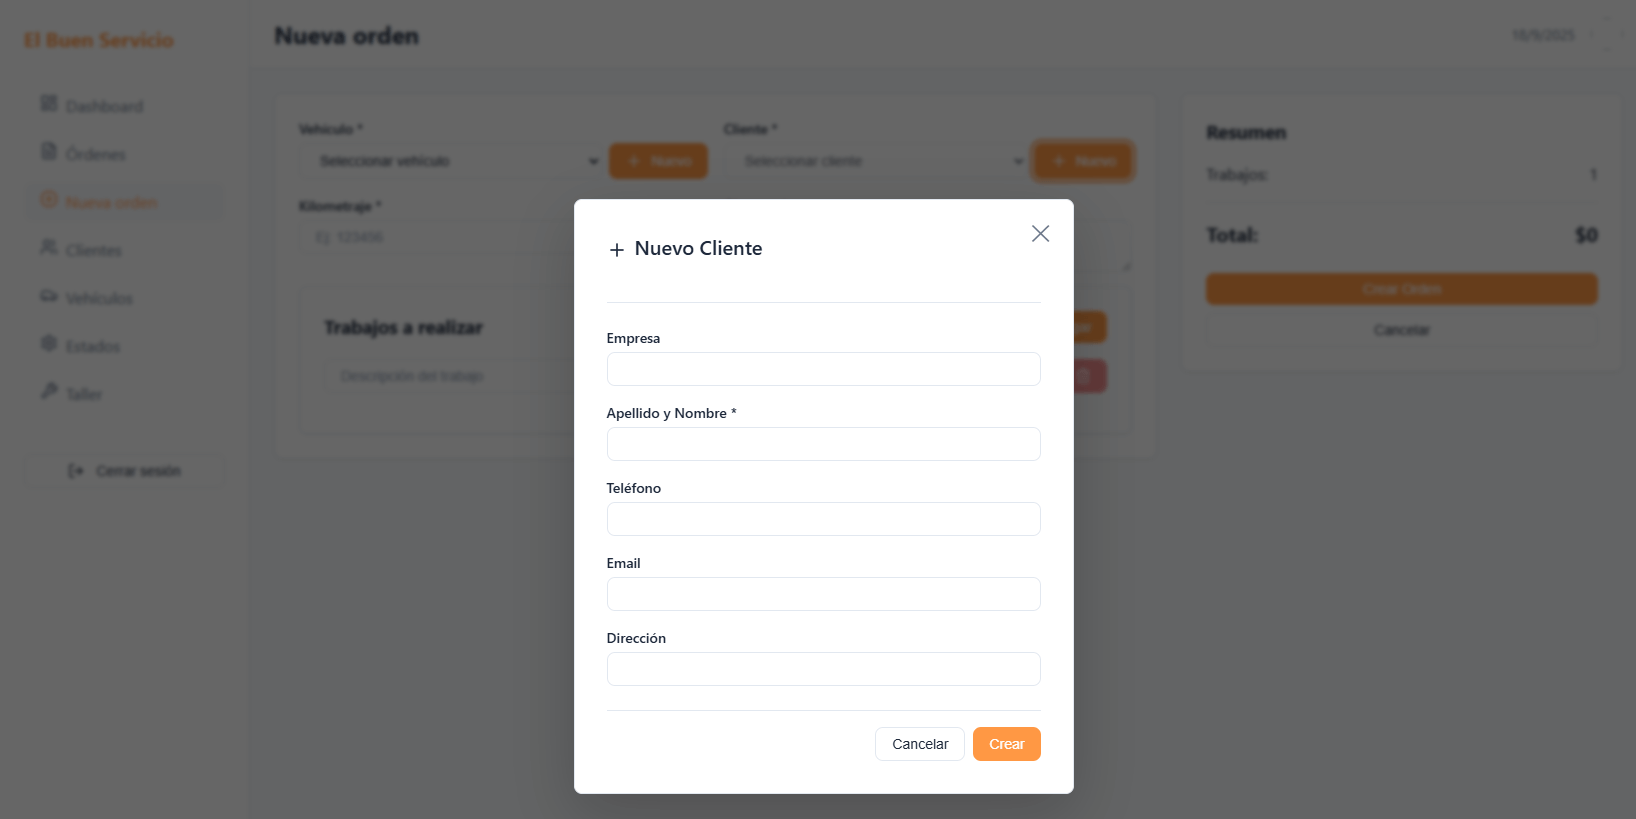 El Buen Servicio
Dashboard
Órdenes
Nueva orden
Clientes
Vehículos
Estados
Taller
Cerrar sesión
Nueva orden
18/9/2025
Vehículo *
Seleccionar vehículo
+ Nuevo
Cliente *
Seleccionar cliente
+ Nuevo
Kilometraje *
Ej: 123456
Trabajos a realizar
Descripción del trabajo
Resumen
Trabajos: 1
Total: $0
Crear Orden
Cancelar
+ Nuevo Cliente
Empresa
Apellido y Nombre *
Teléfono
Email
Dirección
Cancelar
Crear